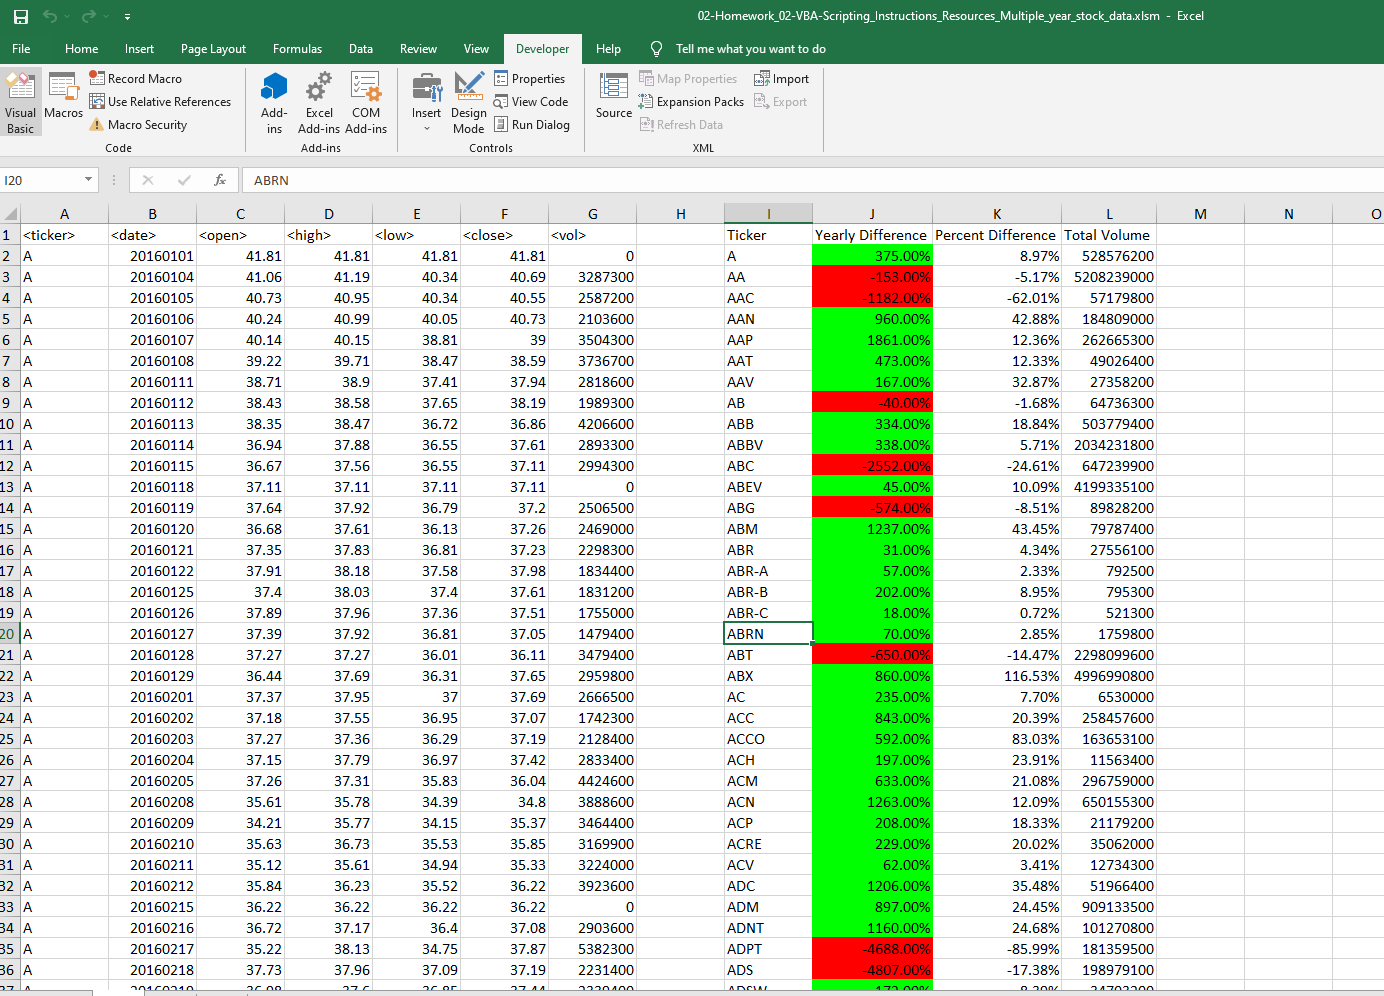 02-Homework_02-VBA-Scripting_Instructions_Resources_Multiple_year_stock_data.xlsm - Excel
File Home Insert Page Layout Formulas Data Review View Developer Help Tell me what you want to do
Visual Basic
Macros
Record Macro
Use Relative References
Macro Security
Code
Add-ins
Excel Add-ins
COM Add-ins
Add-ins
Insert
Design Mode
Properties
View Code
Run Dialog
Controls
Source
Map Properties
Expansion Packs
Refresh Data
Import
Export
XML
I20 fx ABRN
A B C D E F G H I J K L M N O
1 <ticker> <date> <open> <high> <low> <close> <vol> Ticker Yearly Difference Percent Difference Total Volume
2 A 20160101 41.81 41.81 41.81 41.81 0 A 375.00% 8.97% 528576200
3 A 20160104 41.06 41.19 40.34 40.69 3287300 AA -153.00% -5.17% 5208239000
4 A 20160105 40.73 40.95 40.34 40.55 2587200 AAC -1182.00% -62.01% 57179800
5 A 20160106 40.24 40.99 40.05 40.73 2103600 AAN 960.00% 42.88% 184809000
6 A 20160107 40.14 40.15 38.81 39 3504300 AAP 1861.00% 12.36% 262665300
7 A 20160108 39.22 39.71 38.47 38.59 3736700 AAT 473.00% 12.33% 49026400
8 A 20160111 38.71 38.9 37.41 37.94 2818600 AAV 167.00% 32.87% 27358200
9 A 20160112 38.43 38.58 37.65 38.19 1989300 AB -40.00% -1.68% 64736300
10 A 20160113 38.35 38.47 36.72 36.86 4206600 ABB 334.00% 18.84% 503779400
11 A 20160114 36.94 37.88 36.55 37.61 2893300 ABBV 338.00% 5.71% 2034231800
12 A 20160115 36.67 37.56 36.55 37.11 2994300 ABC -2552.00% -24.61% 647239900
13 A 20160118 37.11 37.11 37.11 37.11 0 ABEV 45.00% 10.09% 4199335100
14 A 20160119 37.64 37.92 36.79 37.2 2506500 ABG -574.00% -8.51% 89828200
15 A 20160120 36.68 37.61 36.13 37.26 2469000 ABM 1237.00% 43.45% 79787400
16 A 20160121 37.35 37.83 36.81 37.23 2298300 ABR 31.00% 4.34% 27556100
17 A 20160122 37.91 38.18 37.58 37.98 1834400 ABR-A 57.00% 2.33% 792500
18 A 20160125 37.4 38.03 37.4 37.61 1831200 ABR-B 202.00% 8.95% 795300
19 A 20160126 37.89 37.96 37.36 37.51 1755000 ABR-C 18.00% 0.72% 521300
20 A 20160127 37.39 37.92 36.81 37.05 1479400 ABRN 70.00% 2.85% 1759800
21 A 20160128 37.27 37.27 36.01 36.11 3479400 ABT -650.00% -14.47% 2298099600
22 A 20160129 36.44 37.69 36.31 37.65 2959800 ABX 860.00% 116.53% 4996990800
23 A 20160201 37.37 37.95 37 37.69 2666500 AC 235.00% 7.70% 6530000
24 A 20160202 37.18 37.55 36.95 37.07 1742300 ACC 843.00% 20.39% 258457600
25 A 20160203 37.27 37.36 36.29 37.19 2128400 ACCO 592.00% 83.03% 163653100
26 A 20160204 37.15 37.79 36.97 37.42 2833400 ACH 197.00% 23.91% 11563400
27 A 20160205 37.26 37.31 35.83 36.04 4424600 ACM 633.00% 21.08% 296759000
28 A 20160208 35.61 35.78 34.39 34.8 3888600 ACN 1263.00% 12.09% 650155300
29 A 20160209 34.21 35.77 34.15 35.37 3464400 ACP 208.00% 18.33% 21179200
30 A 20160210 35.63 36.73 35.53 35.85 3169900 ACRE 229.00% 20.02% 35062000
31 A 20160211 35.12 35.61 34.94 35.33 3224000 ACV 62.00% 3.41% 12734300
32 A 20160212 35.84 36.23 35.52 36.22 3923600 ADC 1206.00% 35.48% 51966400
33 A 20160215 36.22 36.22 36.22 36.22 0 ADM 897.00% 24.45% 909133500
34 A 20160216 36.72 37.17 36.4 37.08 2903600 ADNT 1160.00% 24.68% 101270800
35 A 20160217 35.22 38.13 34.75 37.87 5382300 ADPT -4688.00% -85.99% 181359500
36 A 20160218 37.73 37.96 37.09 37.19 2231400 ADS -4807.00% -17.38% 198979100